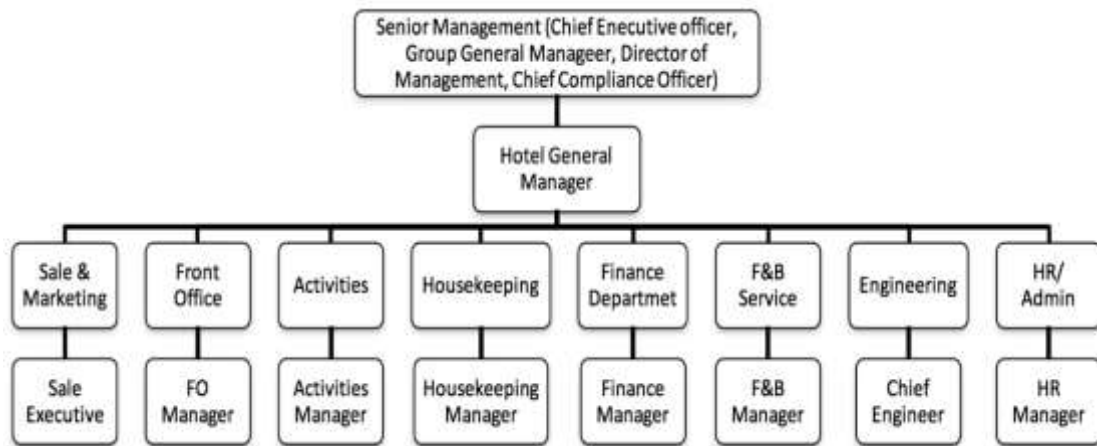 Senior Management (Chief Enecutive officer,
Group General Manageer, Director of
Management, Chief Compliance Officer)
Hotel General
Manager
Sale &
Marketing
Front
Office
Activities
Housekeeping
Finance
Departmet
F&B
Service
Engineering
HR/
Admin
Sale
Executive
FO
Manager
Activities
Manager
Housekeeping
Manager
Finance
Manager
F&B
Manager
Chief
Engineer
HR
Manager